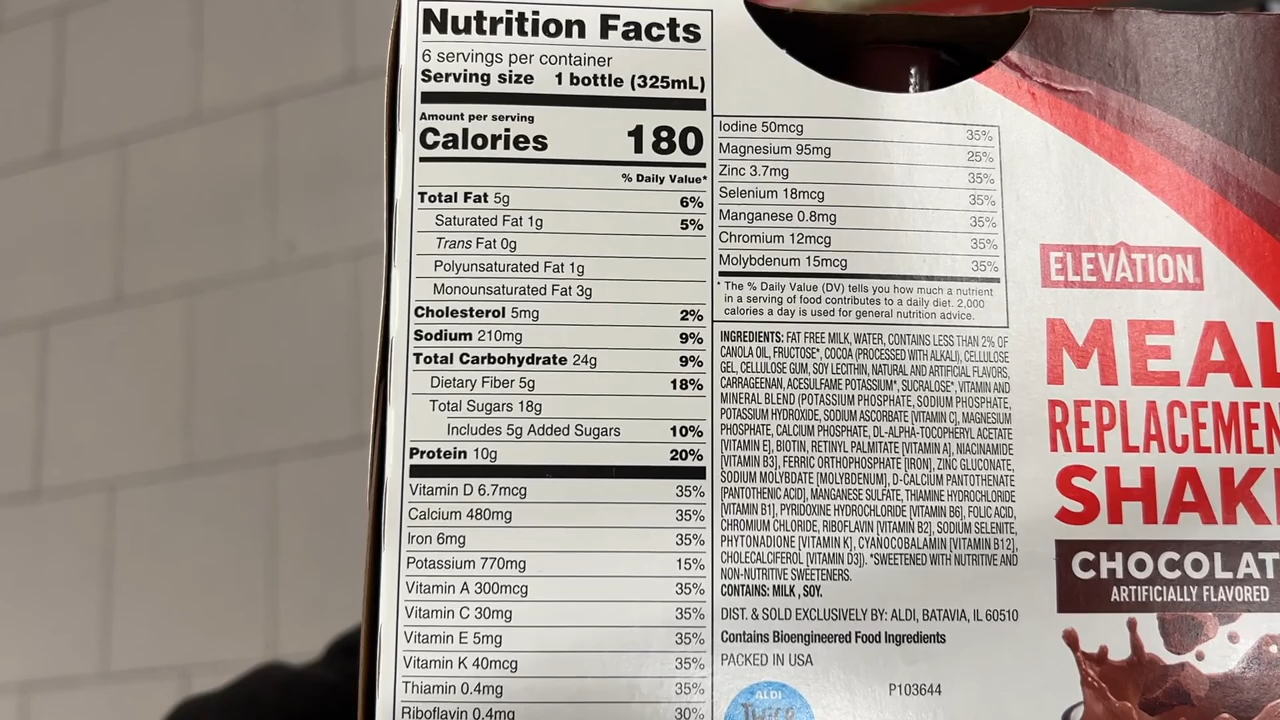 Nutrition Facts
6 servings per container
Serving size 1 bottle (325mL)
Amount per serving
Calories 180
% Daily Value*
Total Fat 5g 6%
Saturated Fat 1g 5%
Trans Fat 0g
Polyunsaturated Fat 1g
Monounsaturated Fat 3g
Cholesterol 5mg 2%
Sodium 210mg 9%
Total Carbohydrate 24g 9%
Dietary Fiber 5g 18%
Total Sugars 18g
Includes 5g Added Sugars 10%
Protein 10g 20%
Vitamin D 6.7mcg 35%
Calcium 480mg 35%
Iron 6mg 35%
Potassium 770mg 15%
Vitamin A 300mcg 35%
Vitamin C 30mg 35%
Vitamin E 5mg 35%
Vitamin K 40mcg 35%
Thiamin 0.4mg 35%
Riboflavin 0.4mg 30%
Iodine 50mcg 35%
Magnesium 95mg 25%
Zinc 3.7mg 35%
Selenium 18mcg 35%
Manganese 0.8mg 35%
Chromium 12mcg 35%
Molybdenum 15mcg 35%
* The % Daily Value (DV) tells you how much a nutrient
in a serving of food contributes to a daily diet. 2,000
calories a day is used for general nutrition advice.
INGREDIENTS: FAT FREE MILK, WATER, CONTAINS LESS THAN 2% OF
CANOLA OIL, FRUCTOSE*, COCOA (PROCESSED WITH ALKALI), CELLULOSE
GEL, CELLULOSE GUM, SOY LECITHIN, NATURAL AND ARTIFICIAL FLAVORS,
CARRAGEENAN, ACESULFAME POTASSIUM*, SUCRALOSE*, VITAMIN AND
MINERAL BLEND (POTASSIUM PHOSPHATE, SODIUM PHOSPHATE,
POTASSIUM HYDROXIDE, SODIUM ASCORBATE [VITAMIN C], MAGNESIUM
PHOSPHATE, CALCIUM PHOSPHATE, DL-ALPHA-TOCOPHERYL ACETATE
[VITAMIN E], BIOTIN, RETINYL PALMITATE [VITAMIN A], NIACINAMIDE
[VITAMIN B3], FERRIC ORTHOPHOSPHATE [IRON], ZINC GLUCONATE,
SODIUM MOLYBDATE [MOLYBDENUM], D-CALCIUM PANTOTHENATE
[PANTOTHENIC ACID], MANGANESE SULFATE, THIAMINE HYDROCHLORIDE
[VITAMIN B1], PYRIDOXINE HYDROCHLORIDE [VITAMIN B6], FOLIC ACID,
CHROMIUM CHLORIDE, RIBOFLAVIN [VITAMIN B2], SODIUM SELENITE,
PHYTONADIONE [VITAMIN K], CYANOCOBALAMIN [VITAMIN B12],
CHOLECALCIFEROL [VITAMIN D3]). *SWEETENED WITH NUTRITIVE AND
NON-NUTRITIVE SWEETENERS.
CONTAINS: MILK, SOY.
DIST. & SOLD EXCLUSIVELY BY: ALDI, BATAVIA, IL 60510
Contains Bioengineered Food Ingredients
PACKED IN USA
P103644
ALDI
Twice
ELEVATION
MEAL
REPLACEMEN
SHAK
CHOCOLAT
ARTIFICIALLY FLAVORED